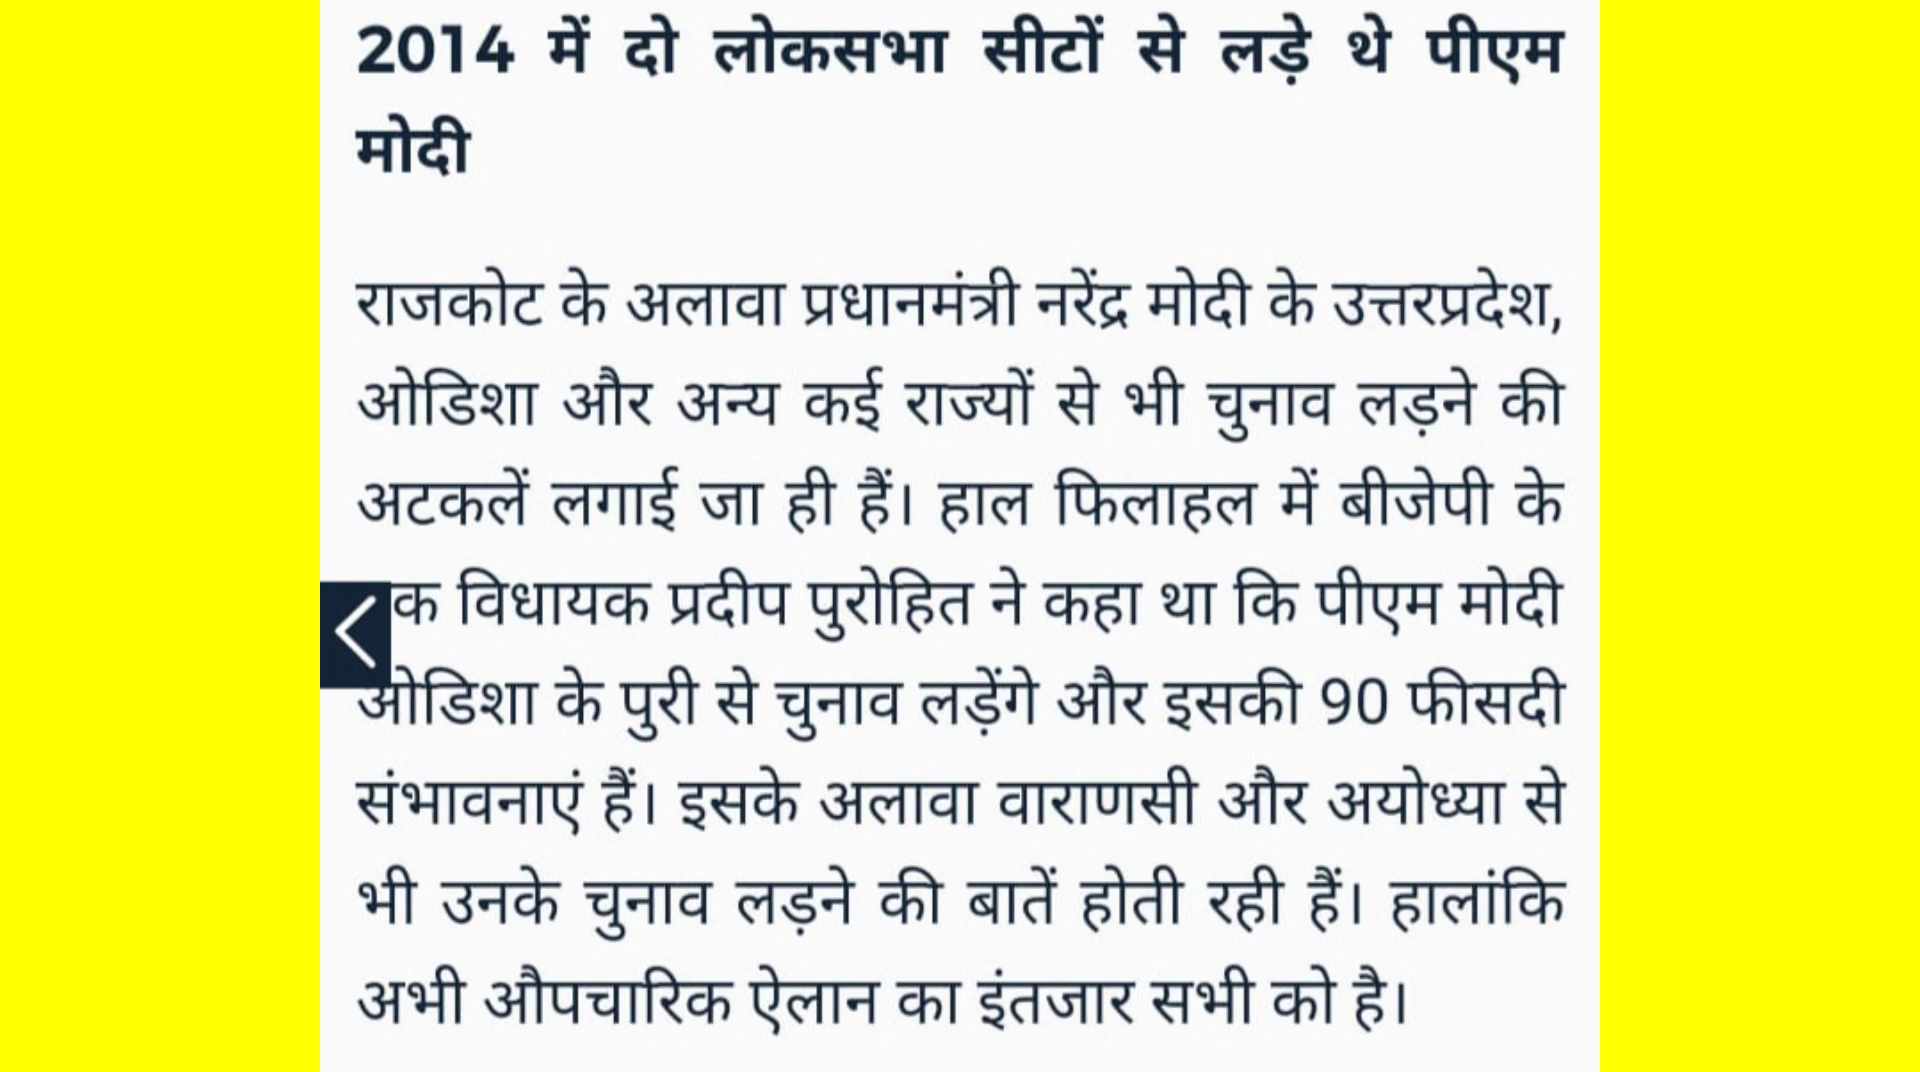 2014 में दो लोकसभा सीटों से लड़े थे पीएम
मोदी
राजकोट के अलावा प्रधानमंत्री नरेंद्र मोदी के उत्तरप्रदेश,
ओडिशा और अन्य कई राज्यों से भी चुनाव लड़ने की
अटकलें लगाई जा ही हैं। हाल फिलाहल में बीजेपी के
विधायक प्रदीप पुरोहित ने कहा था कि पीएम मोदी
ओडिशा के पुरी से चुनाव लड़ेंगे और इसकी 90 फीसदी
संभावनाएं हैं। इसके अलावा वाराणसी और अयोध्या से
भी उनके चुनाव लड़ने की बातें होती रही हैं। हालांकि
अभी औपचारिक ऐलान का इंतजार सभी को है।